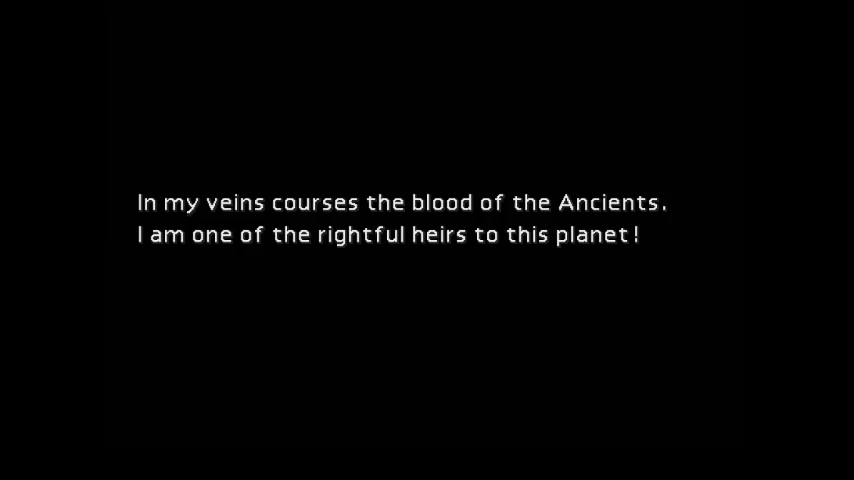 In my veins courses the blood of the Ancients.
I am one of the rightful heirs to this planet!